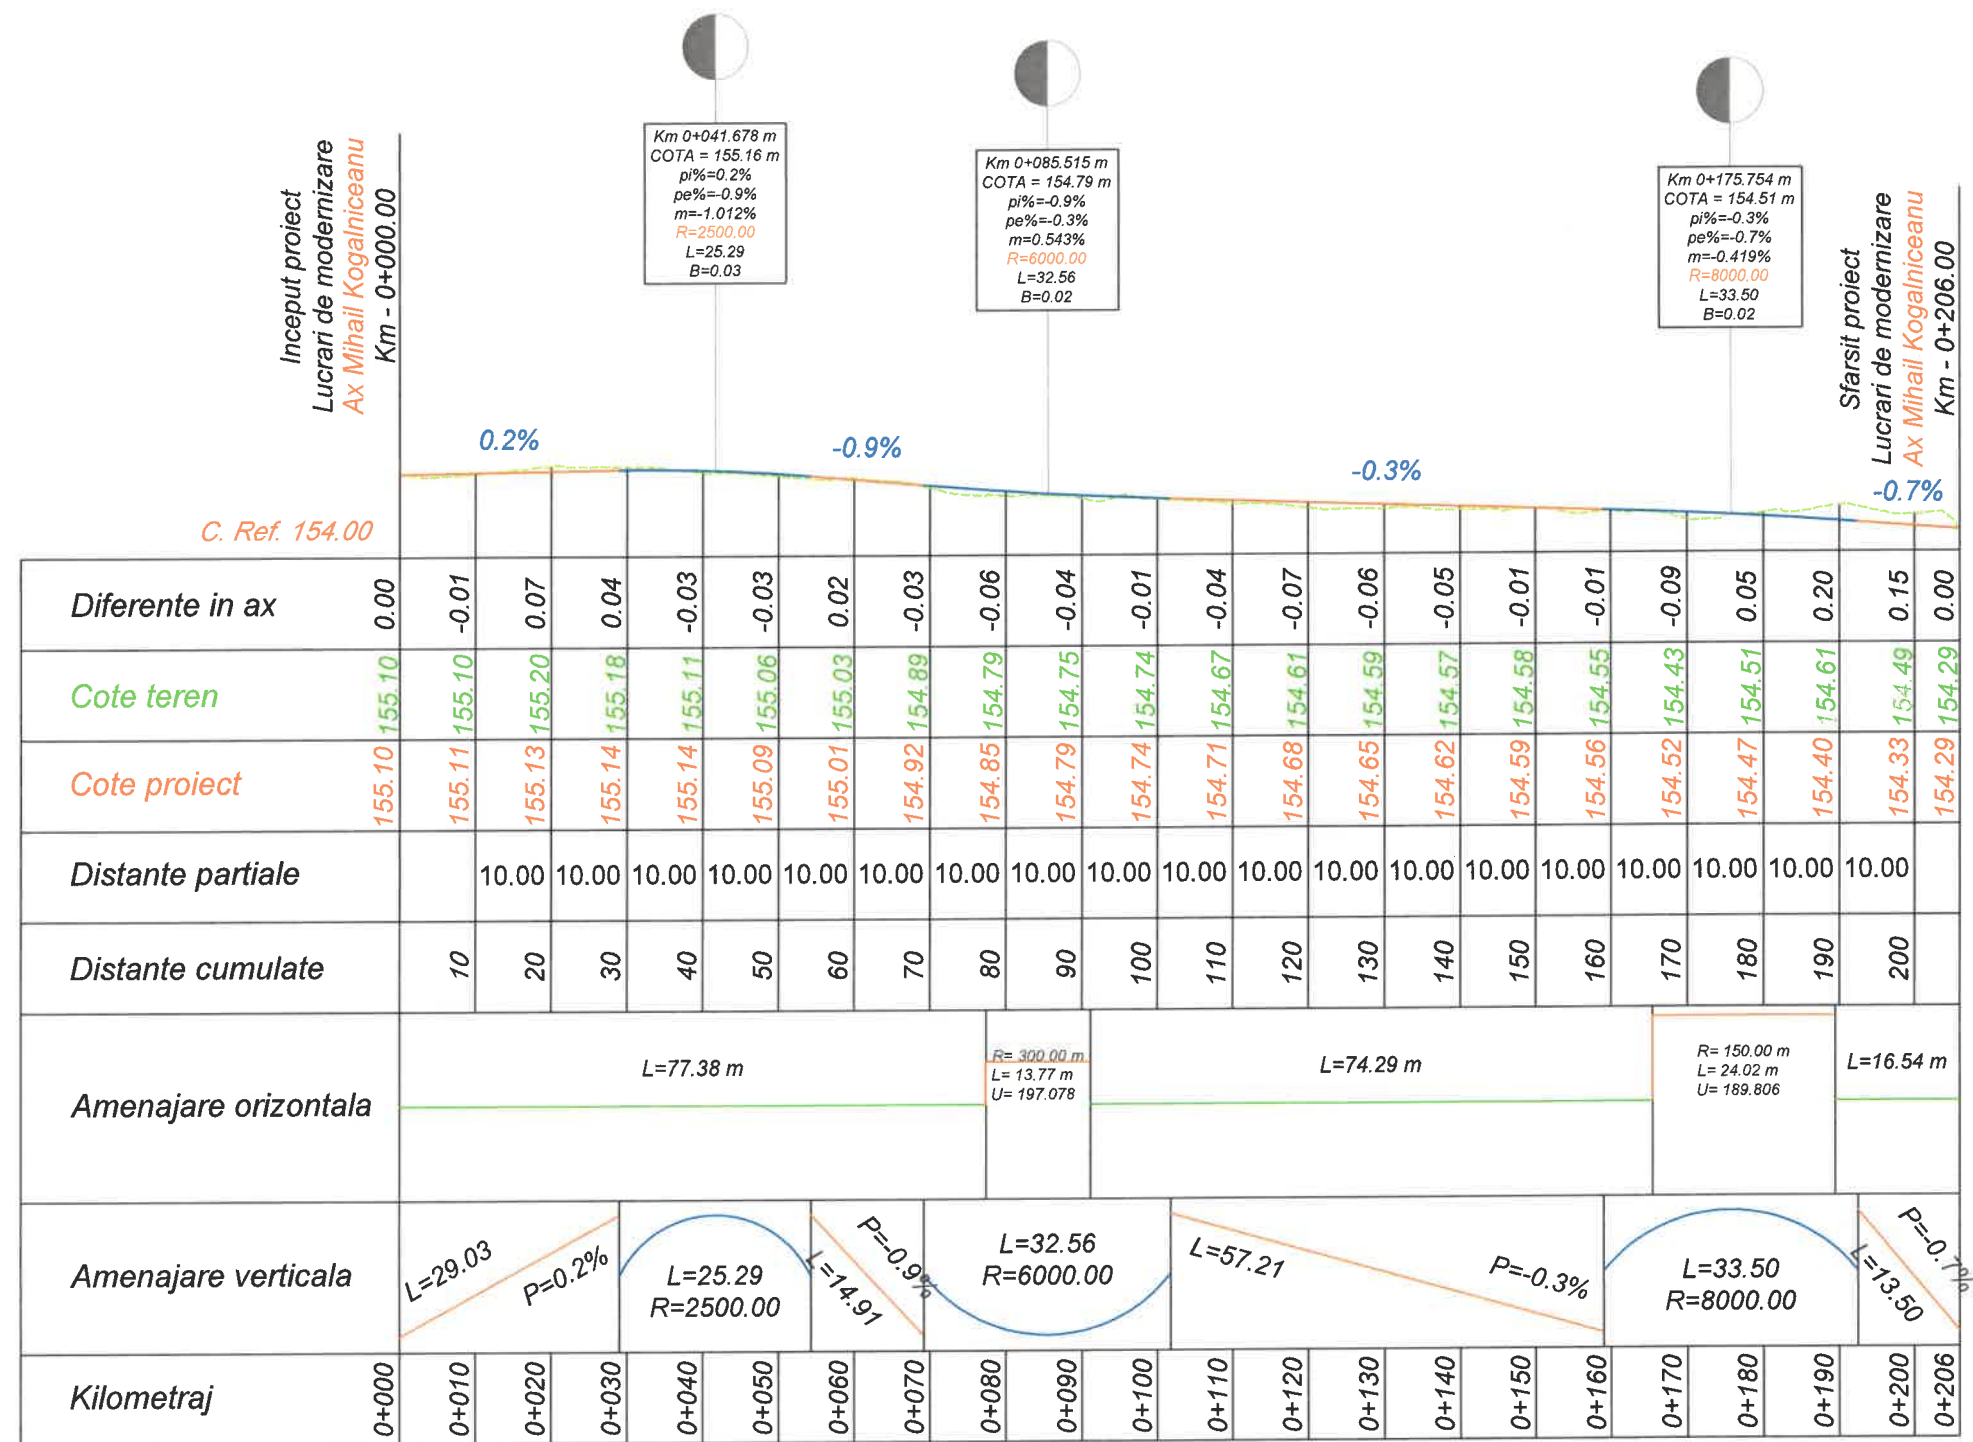 Inceput proiect
Lucrari de modernizare
Ax Mihail Kogalniceanu
Km - 0+000.00
Km 0+041.678 m
COTA = 155.16 m
pi%=0.2%
pe%=-0.9%
m=-1.012%
R=2500.00
L=25.29
B=0.03
Km 0+085.515 m
COTA = 154.79 m
pi%=-0.9%
pe%=-0.3%
m=0.543%
R=6000.00
L=32.56
B=0.02
Km 0+175.754 m
COTA = 154.51 m
pi%=-0.3%
pe%=-0.7%
m=-0.419%
R=8000.00
L=33.50
B=0.02
Sfarsit proiect
Lucrari de modernizare
Ax Mihail Kogalniceanu
Km - 0+206.00
0.2% -0.9% -0.3% -0.7%
C. Ref. 154.00
Diferente in ax 0.00 -0.01 0.07 0.04 -0.03 -0.03 0.02 -0.03 -0.06 -0.04 -0.01 -0.04 -0.07 -0.06 -0.05 -0.01 -0.01 -0.09 0.05 0.20 0.15 0.00
Cote teren 155.10 155.10 155.20 155.18 155.11 155.06 155.03 154.89 154.79 154.75 154.74 154.67 154.61 154.59 154.57 154.58 154.55 154.43 154.51 154.61 154.49 154.29
Cote proiect 155.10 155.11 155.13 155.14 155.14 155.09 155.01 154.92 154.85 154.79 154.74 154.71 154.68 154.65 154.62 154.59 154.56 154.52 154.47 154.40 154.33 154.29
Distante partiale 10.00 10.00 10.00 10.00 10.00 10.00 10.00 10.00 10.00 10.00 10.00 10.00 10.00 10.00 10.00 10.00 10.00 10.00 10.00
Distante cumulate 10 20 30 40 50 60 70 80 90 100 110 120 130 140 150 160 170 180 190 200
Amenajare orizontala
L=77.38 m
R= 300.00 m
L= 13.77 m
U= 197.078
L=74.29 m
R= 150.00 m
L= 24.02 m
U= 189.806
L=16.54 m
Amenajare verticala
L=29.03
P=0.2%
L=25.29
R=2500.00
L=14.91
P=-0.9%
L=32.56
R=6000.00
L=57.21
P=-0.3%
L=33.50
R=8000.00
L=13.50
P=-0.7%
Kilometraj 0+000 0+010 0+020 0+030 0+040 0+050 0+060 0+070 0+080 0+090 0+100 0+110 0+120 0+130 0+140 0+150 0+160 0+170 0+180 0+190 0+200 0+206